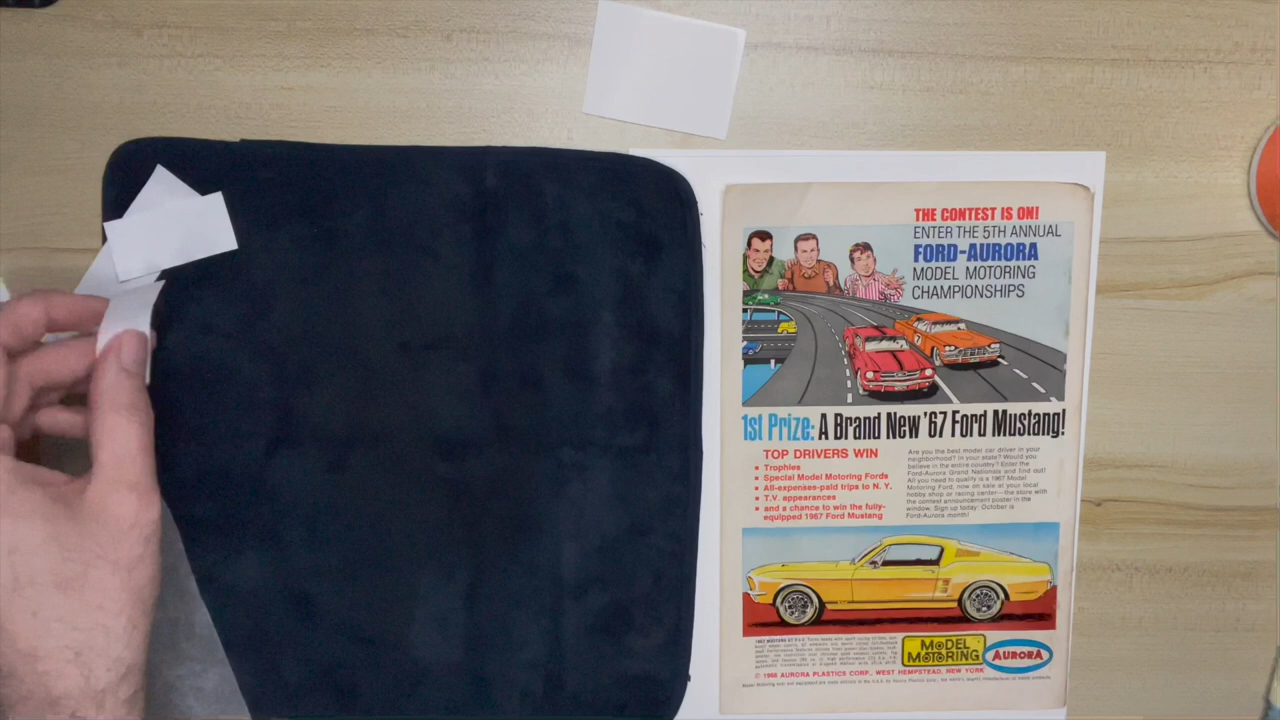 THE CONTEST IS ON!
ENTER THE 5TH ANNUAL
FORD-AURORA
MODEL MOTORING
CHAMPIONSHIPS
7
1st Prize: A Brand New '67 Ford Mustang!
TOP DRIVERS WIN
Trophies
Special Model Motoring Fords
All-expenses-paid trips to N. Y.
T.V. appearances
and a chance to win the fully-
equipped 1967 Ford Mustang
Are you the best model car driver in your
neighborhood? In your state? Would you
believe in the entire country? Enter the
Ford-Aurora Grand Nationals and find out!
All you need to qualify is a 1967 Model
Motoring Ford, now on sale at your local
hobby shop or racing center—the store with
the contest announcement poster in the
window. Sign up today: October is
Ford-Aurora month!
MODEL
MOTORING
AURORA
© 1966 AURORA PLASTICS CORP., WEST HEMPSTEAD, NEW YORK